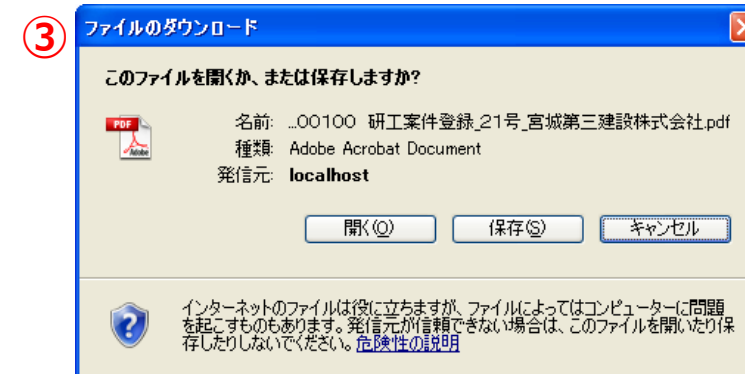 ③
ファイルのダウンロード
このファイルを開くか、または保存しますか?
PDF
Adobe
名前: ...00100 研工案件登録_21号_宮城第三建設株式会社.pdf
種類: Adobe Acrobat Document
発信元: localhost
開く(O) 保存(S) キャンセル
インターネットのファイルは役に立ちますが、ファイルによってはコンピューターに問題
を起こすものもあります。発信元が信頼できない場合は、このファイルを開いたり保
存したりしないでください。危険性の説明